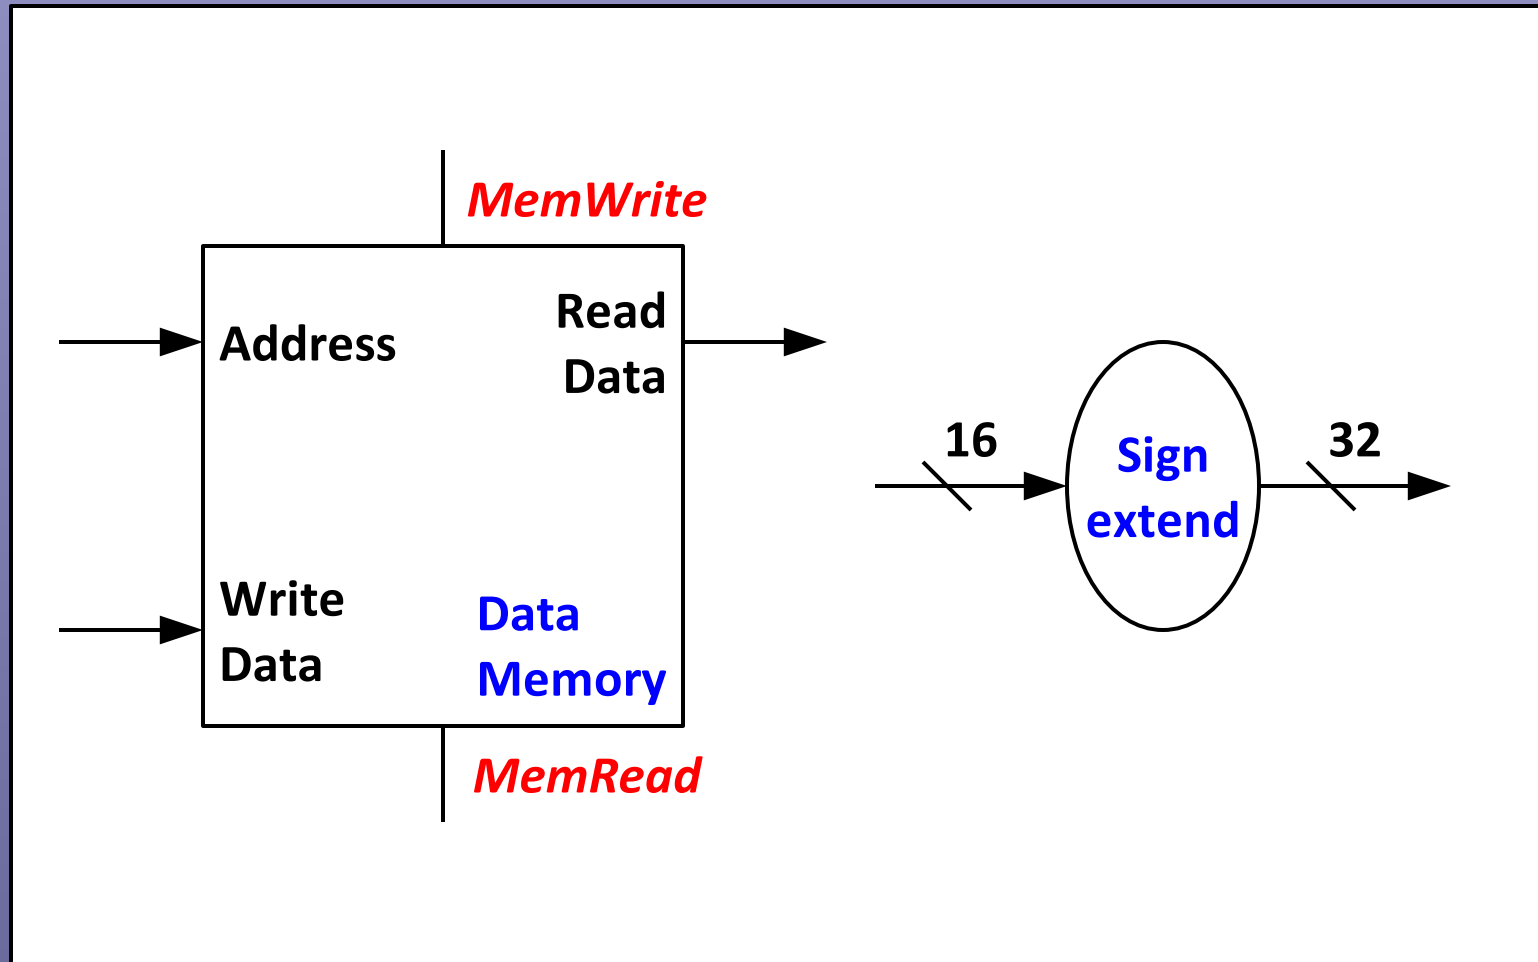 MemWrite
Address
Read
Data
Write
Data
Data
Memory
MemRead
16
Sign
extend
32